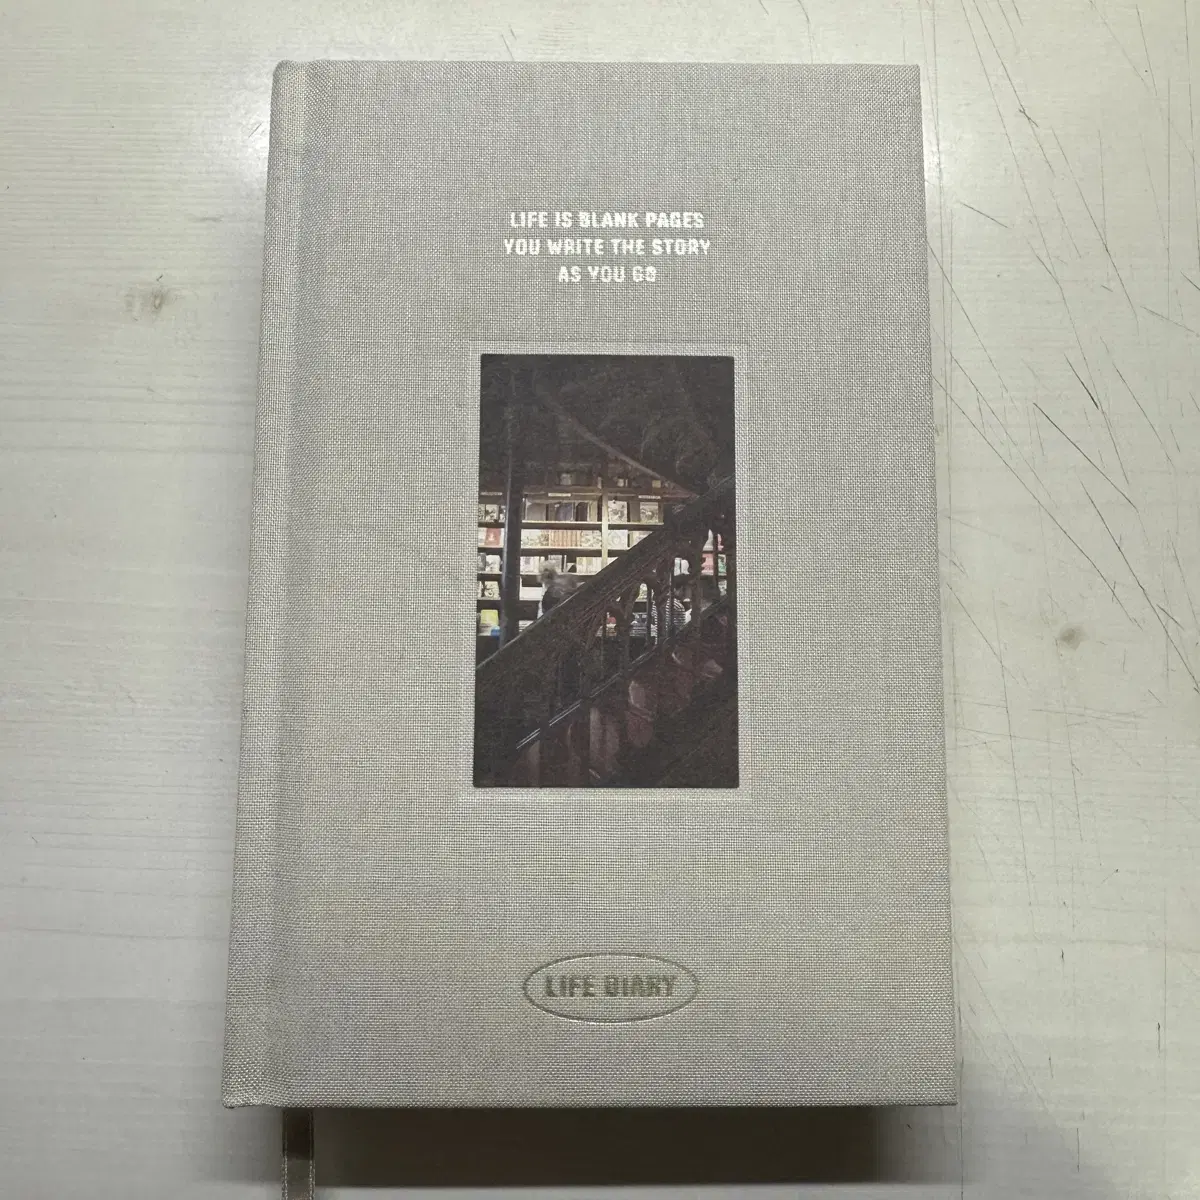 LIFE IS BLANK PAGES
YOU WRITE THE STORY
AS YOU GO
LIFE DIARY